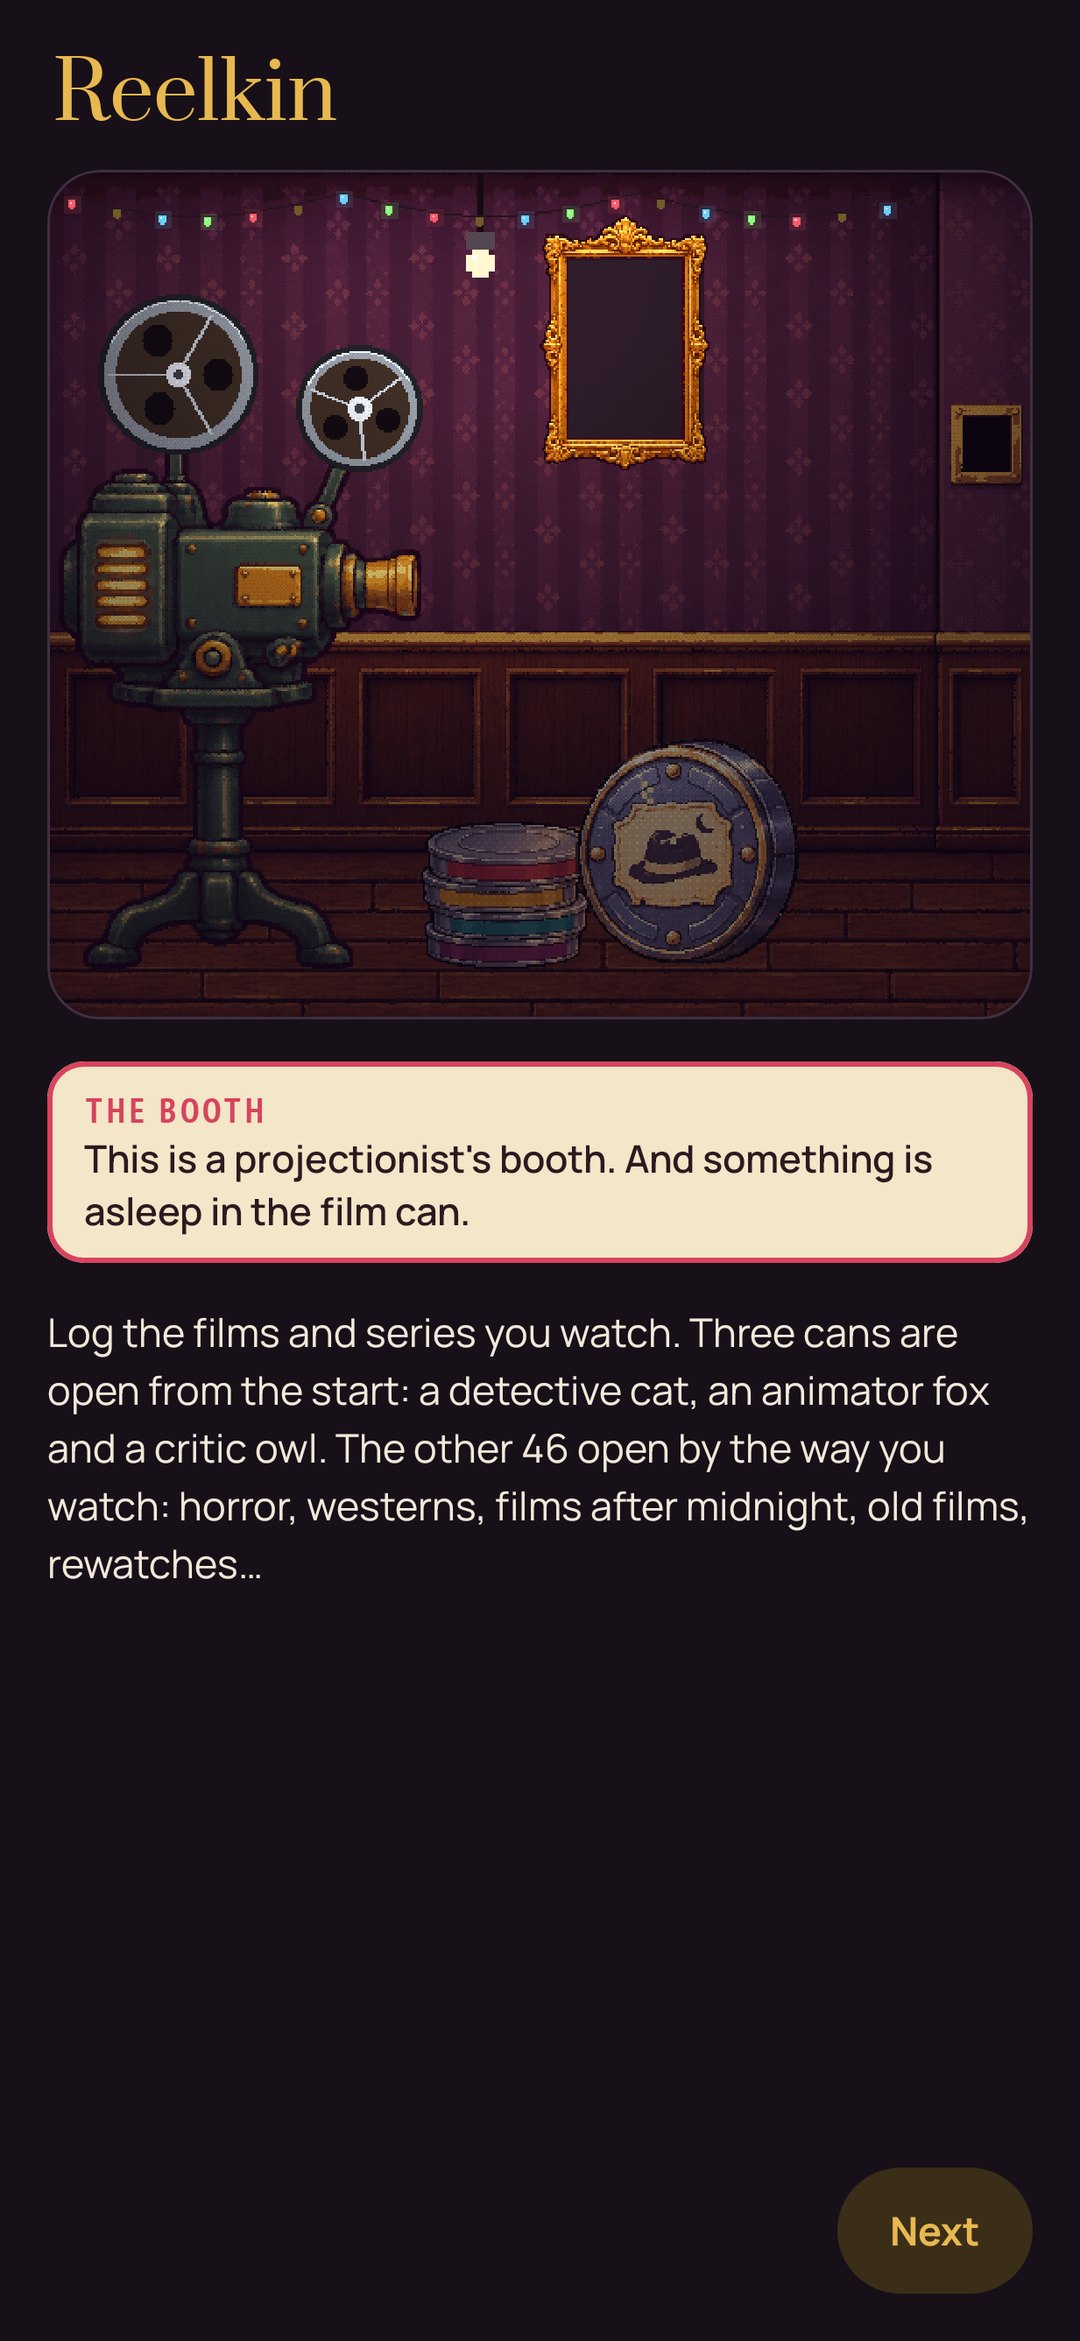 Reelkin
THE BOOTH
This is a projectionist's booth. And something is
asleep in the film can.
Log the films and series you watch. Three cans are
open from the start: a detective cat, an animator fox
and a critic owl. The other 46 open by the way you
watch: horror, westerns, films after midnight, old films,
rewatches…
Next